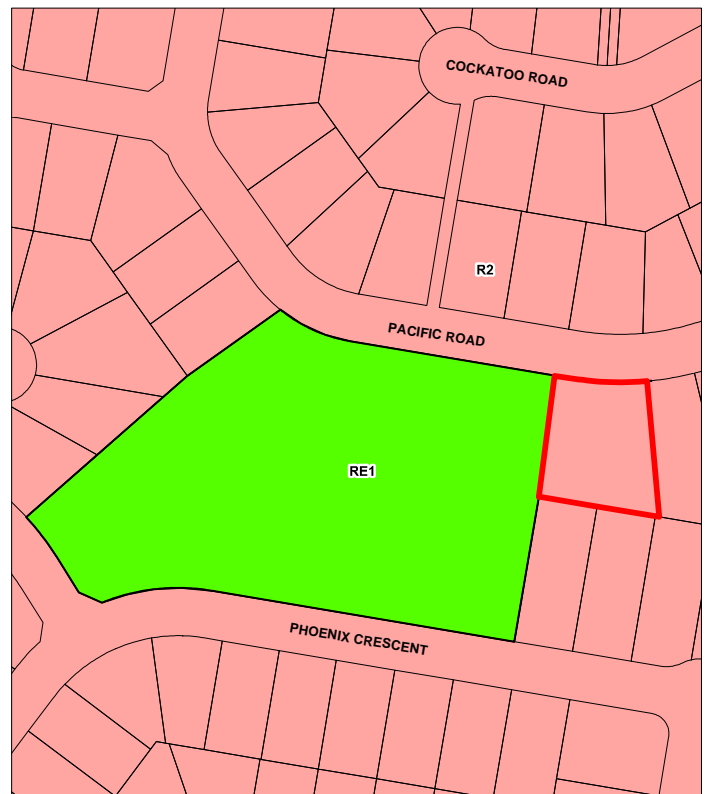 COCKATOO ROAD
R2
PACIFIC ROAD
RE1
PHOENIX CRESCENT